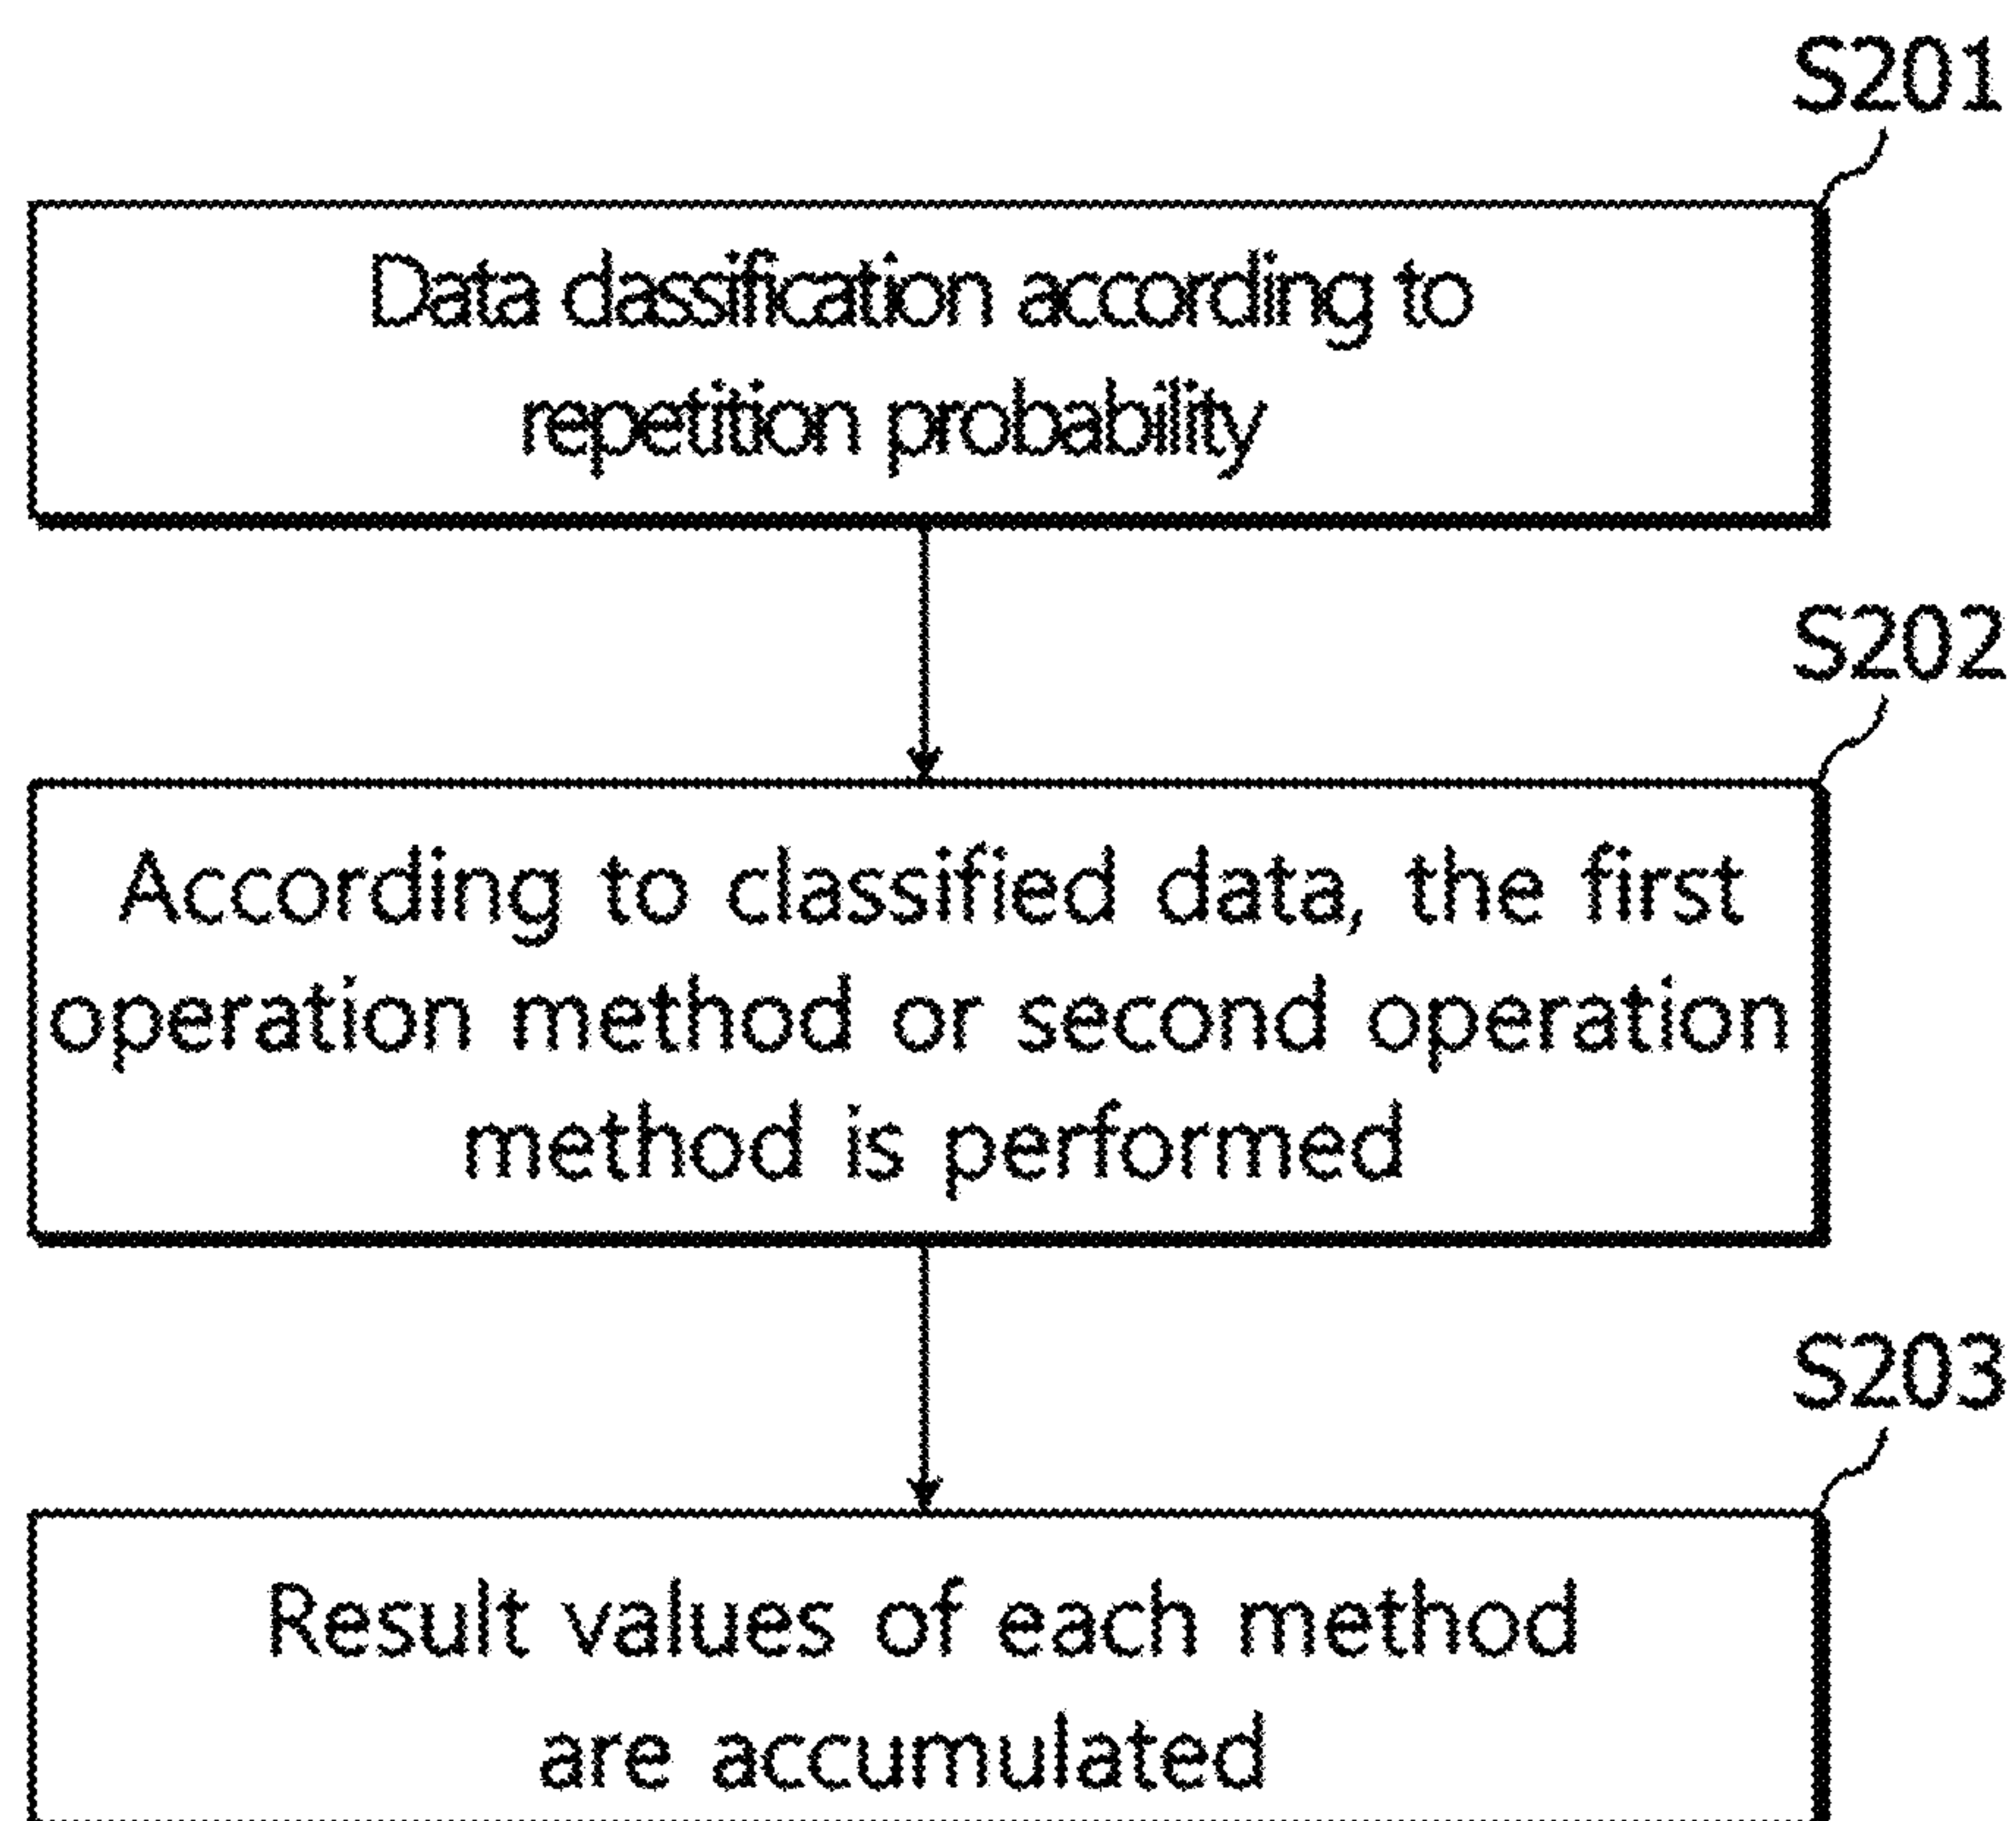 S201
Data classification according to
repetition probability
S202
According to classified data, the first
operation method or second operation
method is performed
S203
Result values of each method
are accumulated